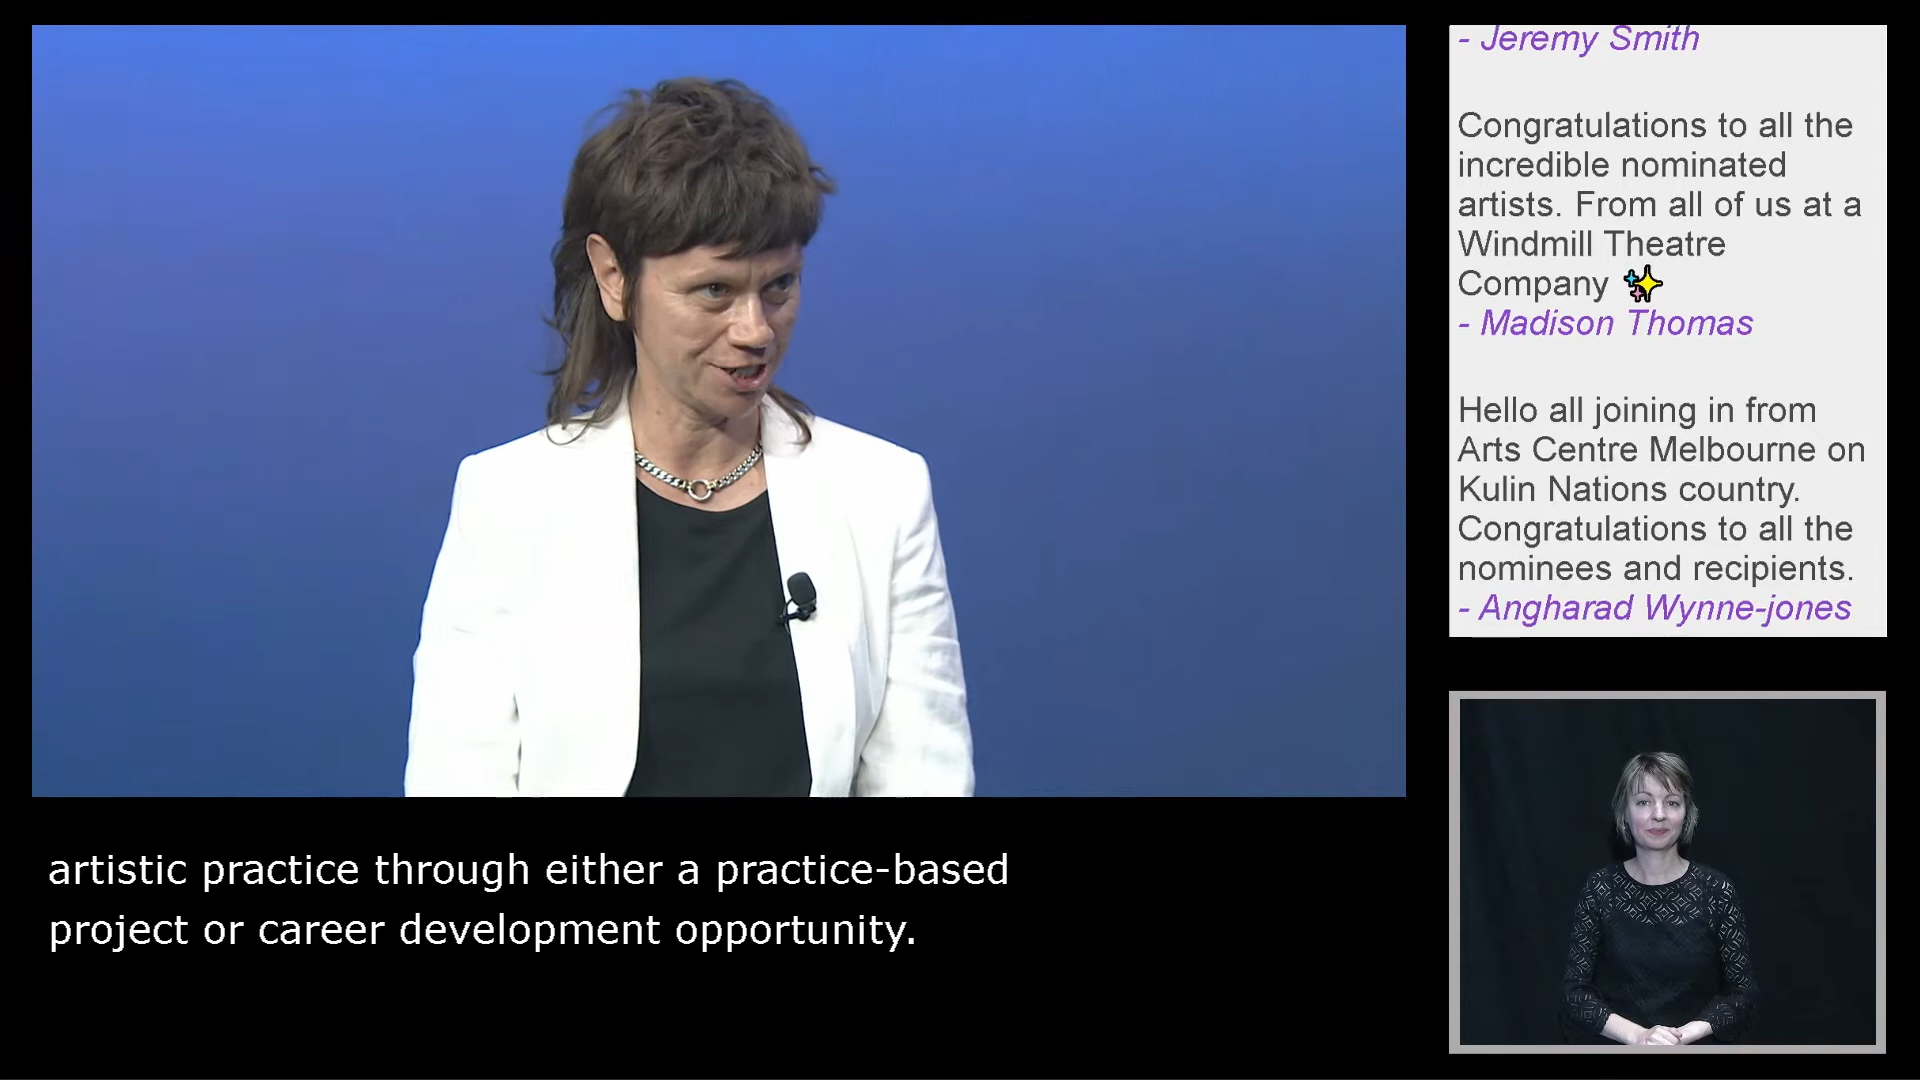 - Jeremy Smith
Congratulations to all the
incredible nominated
artists. From all of us at a
Windmill Theatre
Company ✨
- Madison Thomas
Hello all joining in from
Arts Centre Melbourne on
Kulin Nations country.
Congratulations to all the
nominees and recipients.
- Angharad Wynne-jones
artistic practice through either a practice-based
project or career development opportunity.